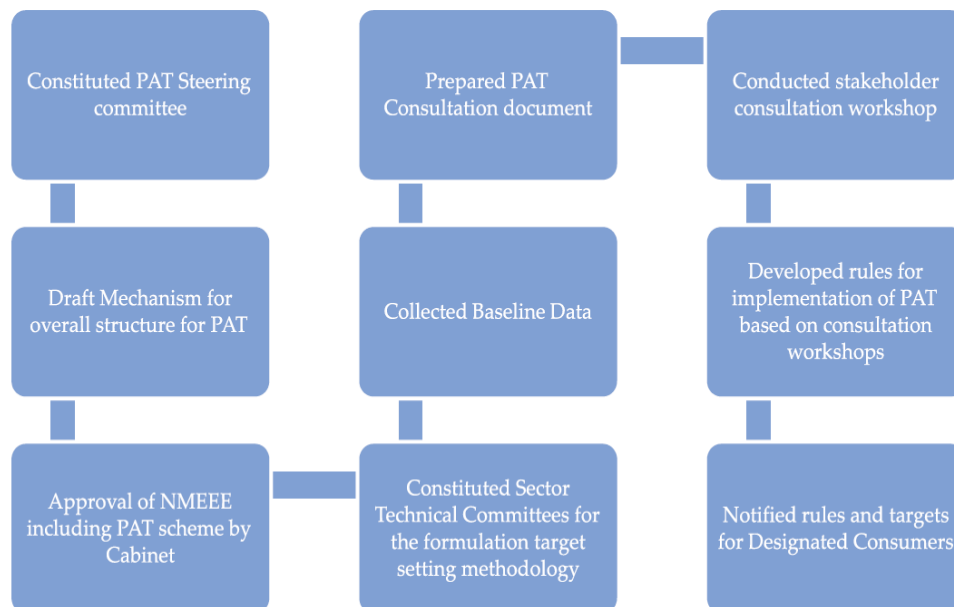 Constituted PAT Steering
committee
Draft Mechanism for
overall structure for PAT
Approval of NMEEE
including PAT scheme by
Cabinet
Constituted Sector
Technical Committees for
the formulation target
setting methodology
Collected Baseline Data
Prepared PAT
Consultation document
Conducted stakeholder
consultation workshop
Developed rules for
implementation of PAT
based on consultation
workshops
Notified rules and targets
for Designated Consumers